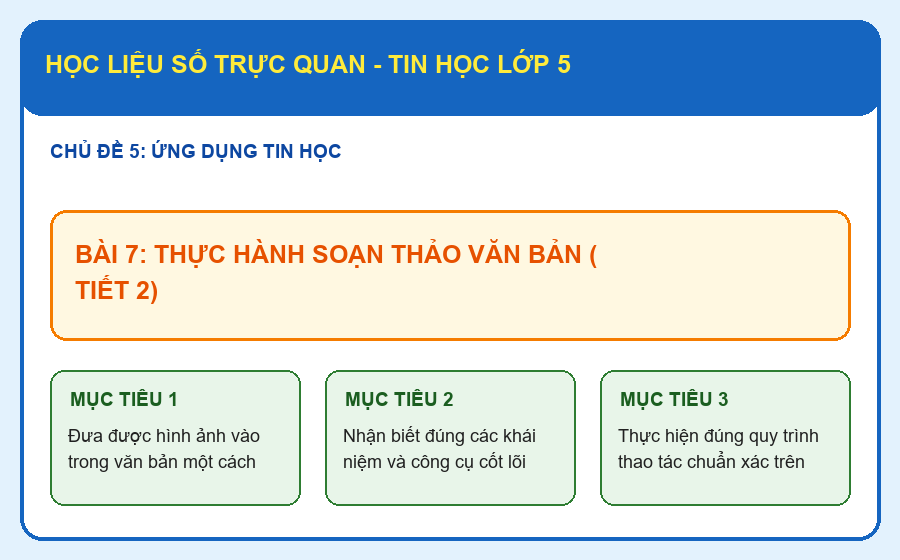 HỌC LIỆU SỐ TRỰC QUAN - TIN HỌC LỚP 5
CHỦ ĐỀ 5: ỨNG DỤNG TIN HỌC
BÀI 7: THỰC HÀNH SOẠN THẢO VĂN BẢN (
TIẾT 2)
MỤC TIÊU 1
Đưa được hình ảnh vào
trong văn bản một cách
MỤC TIÊU 2
Nhận biết đúng các khái
niệm và công cụ cốt lõi
MỤC TIÊU 3
Thực hiện đúng quy trình
thao tác chuẩn xác trên